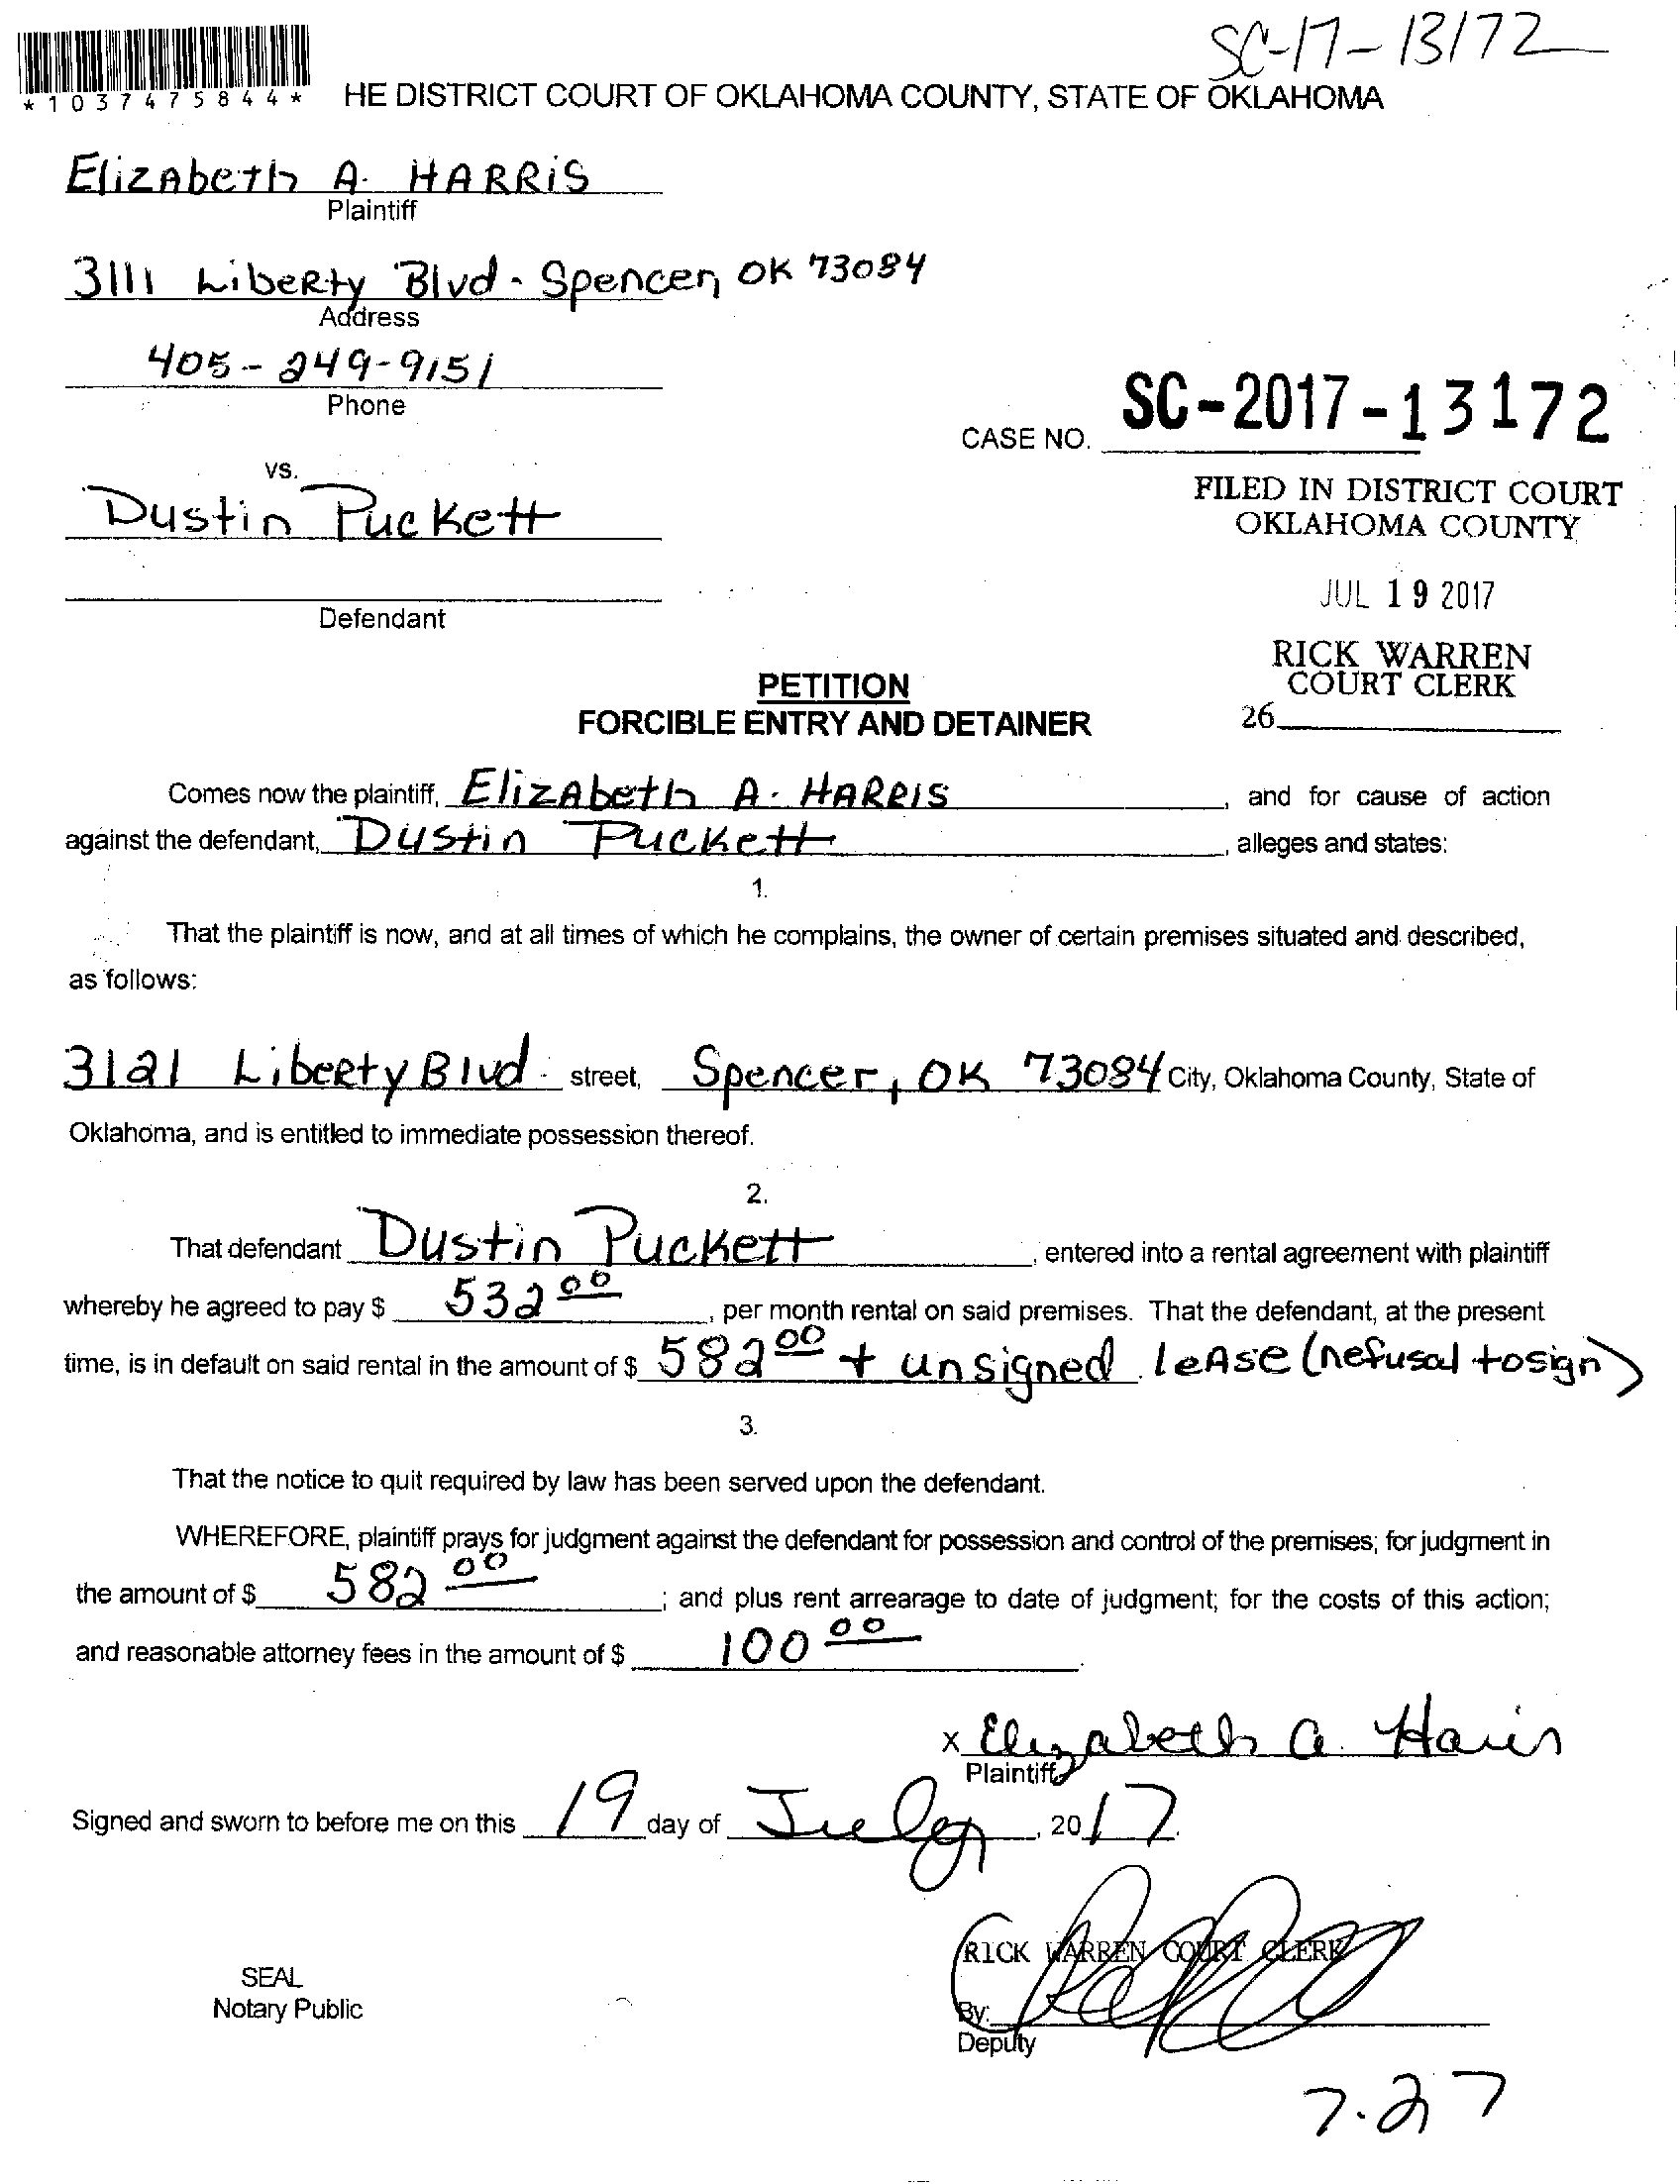 SC-17-13172
*1037475844*
HE DISTRICT COURT OF OKLAHOMA COUNTY, STATE OF OKLAHOMA
Elizabeth A. HARRIS
Plaintiff
3111 Liberty Blvd. Spencer, OK 73084
Address
405-249-9151
Phone
CASE NO. SC-2017-13172
vs.
FILED IN DISTRICT COURT
OKLAHOMA COUNTY
Dustin Puckett
JUL 19 2017
Defendant
RICK WARREN
COURT CLERK
26
PETITION
FORCIBLE ENTRY AND DETAINER
Comes now the plaintiff, Elizabeth A. HARRIS, and for cause of action
against the defendant, Dustin Puckett, alleges and states:
1.
That the plaintiff is now, and at all times of which he complains, the owner of certain premises situated and described,
as follows:
3121 Liberty Blvd. street, Spencer, OK 73084 City, Oklahoma County, State of
Oklahoma, and is entitled to immediate possession thereof.
2.
That defendant Dustin Puckett, entered into a rental agreement with plaintiff
whereby he agreed to pay $ 532 00, per month rental on said premises. That the defendant, at the present
time, is in default on said rental in the amount of $ 582 00 + unsigned lease (refusal to sign)
3.
That the notice to quit required by law has been served upon the defendant.
WHEREFORE, plaintiff prays for judgment against the defendant for possession and control of the premises; for judgment in
the amount of $ 582 00; and plus rent arrearage to date of judgment; for the costs of this action;
and reasonable attorney fees in the amount of $ 100 00.
x Elizabeth A. Harris
Plaintiff
Signed and sworn to before me on this 19 day of July, 2017.
RICK WARREN COURT CLERK
SEAL
Notary Public
By:
Deputy
7.27